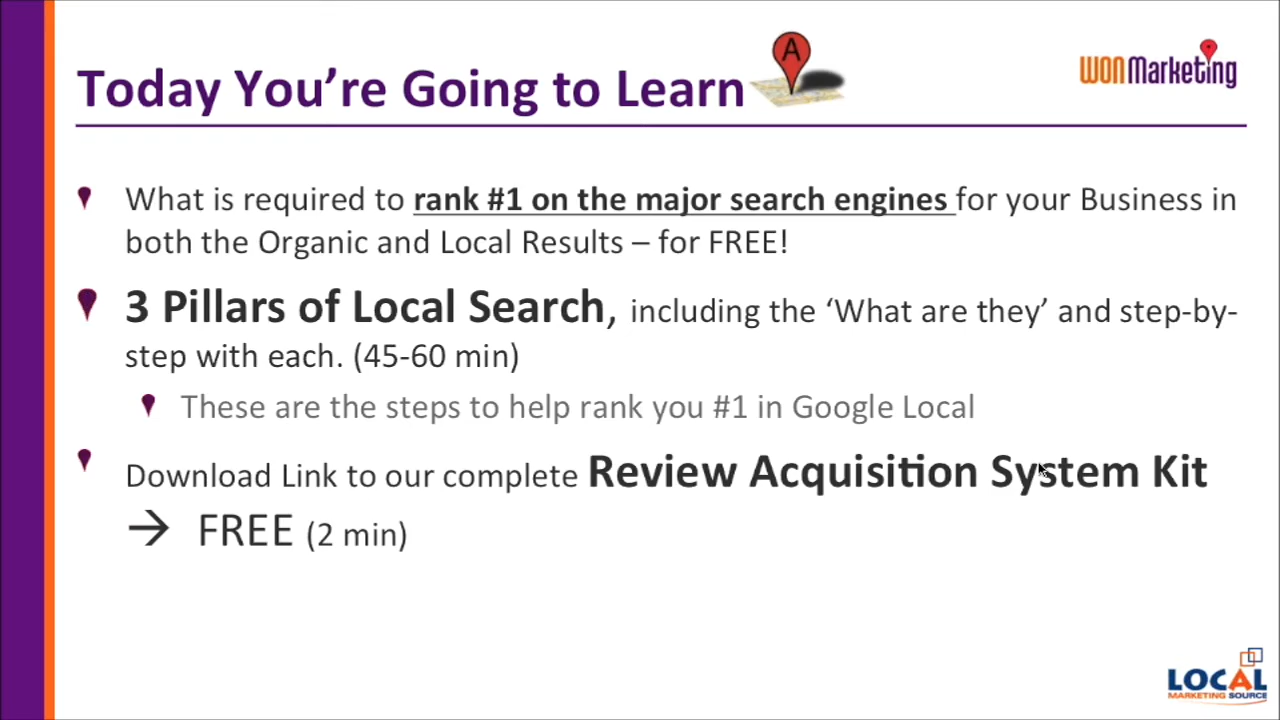 Today You’re Going to Learn
A
WON Marketing
What is required to rank #1 on the major search engines for your Business in
both the Organic and Local Results – for FREE!
3 Pillars of Local Search, including the ‘What are they’ and step-by-
step with each. (45-60 min)
These are the steps to help rank you #1 in Google Local
Download Link to our complete Review Acquisition System Kit
→ FREE (2 min)
LOCAL
MARKETING SOURCE